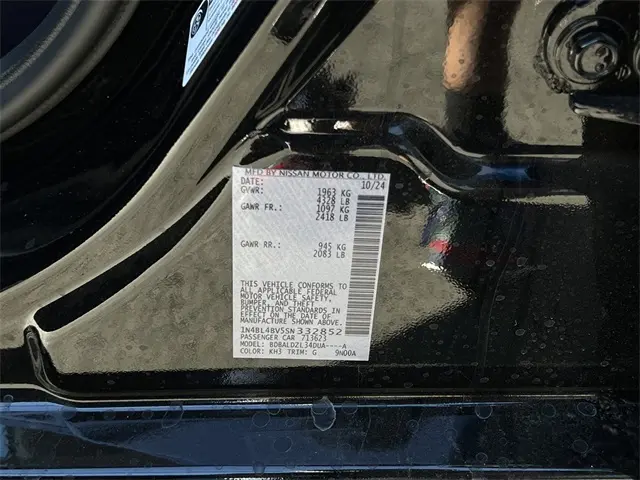 MFD BY NISSAN MOTOR CO., LTD.
DATE: 10/24
GVWR: 1963 KG
4328 LB
GAWR FR.: 1097 KG
2418 LB
GAWR RR.: 945 KG
2083 LB
THIS VEHICLE CONFORMS TO
ALL APPLICABLE FEDERAL
MOTOR VEHICLE SAFETY,
BUMPER, AND THEFT
PREVENTION STANDARDS IN
EFFECT ON THE DATE OF
MANUFACTURE SHOWN ABOVE.
1N4BL4BV5SN332852
PASSENGER CAR 713623
MODEL: BDBALDZL34DUA----A
COLOR: KH3 TRIM: G 9N00A